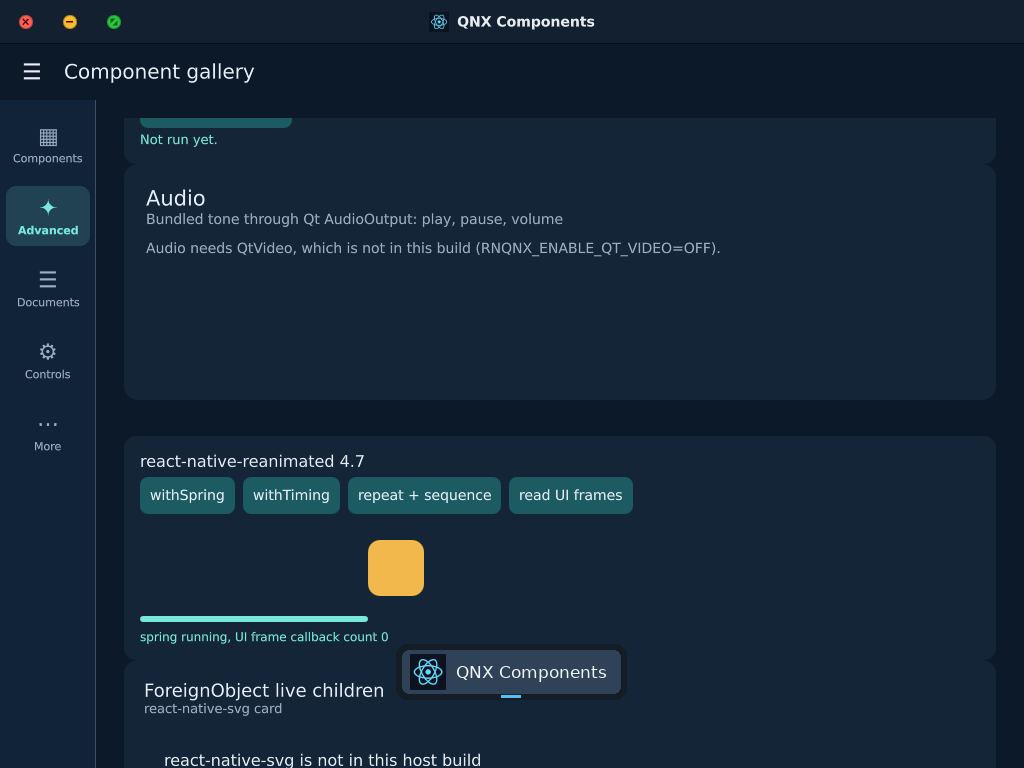 QNX Components
Component gallery
Components
Advanced
Documents
Controls
More
Not run yet.
Audio
Bundled tone through Qt AudioOutput: play, pause, volume
Audio needs QtVideo, which is not in this build (RNQNX_ENABLE_QT_VIDEO=OFF).
react-native-reanimated 4.7
withSpring withTiming repeat + sequence read UI frames
spring running, UI frame callback count 0
QNX Components
ForeignObject live children
react-native-svg card
react-native-svg is not in this host build